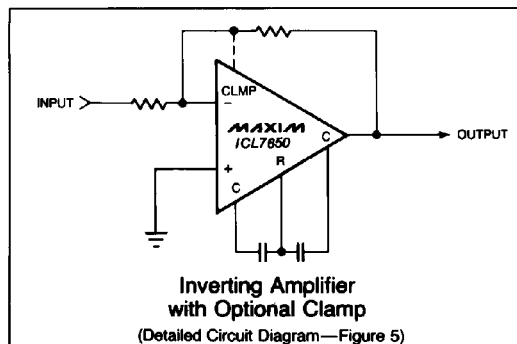 CLMP
INPUT
−
MAXIM
ICL7650
C
OUTPUT
R
+
C
Inverting Amplifier
with Optional Clamp
(Detailed Circuit Diagram—Figure 5)